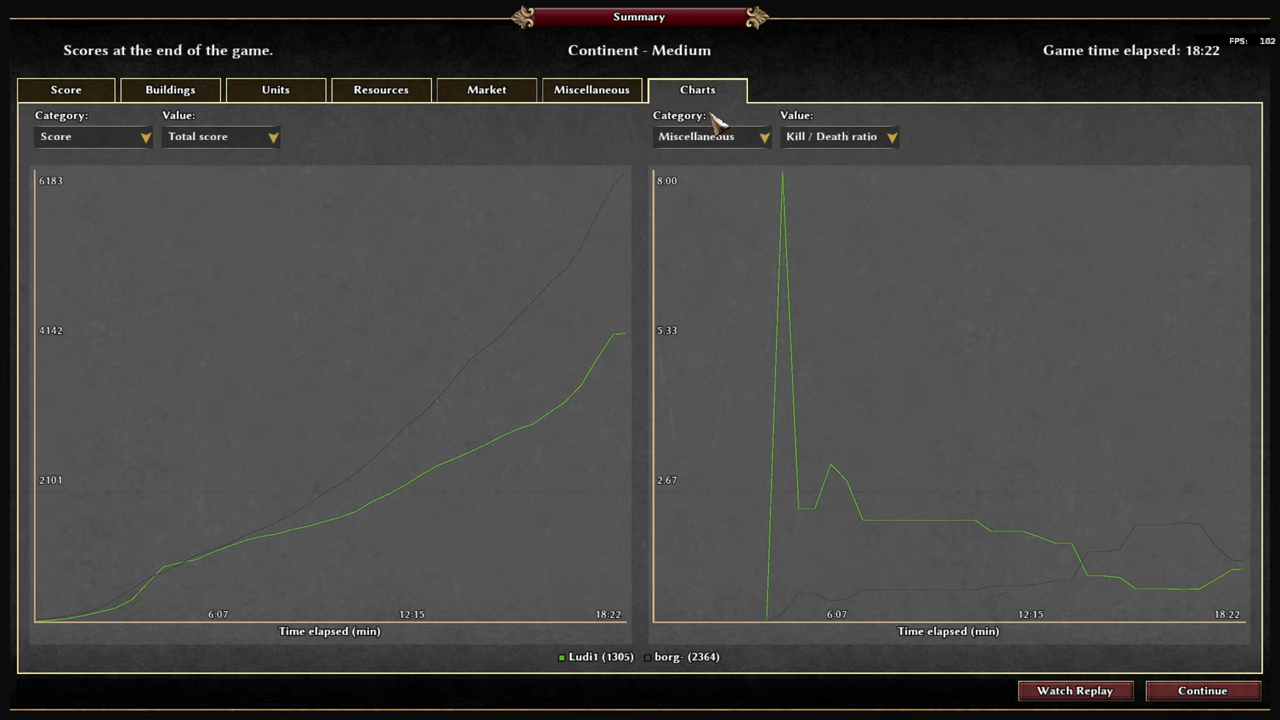 Summary
FPS: 102
Scores at the end of the game.
Continent - Medium
Game time elapsed: 18:22
Score
Buildings
Units
Resources
Market
Miscellaneous
Charts
Category:
Value:
Score
Total score
Category:
Value:
Miscellaneous
Kill / Death ratio
6183
4142
2101
6:07
12:15
18:22
Time elapsed (min)
8.00
5.33
2.67
6:07
12:15
18:22
Time elapsed (min)
Ludi1 (1305)
borg- (2364)
Watch Replay
Continue